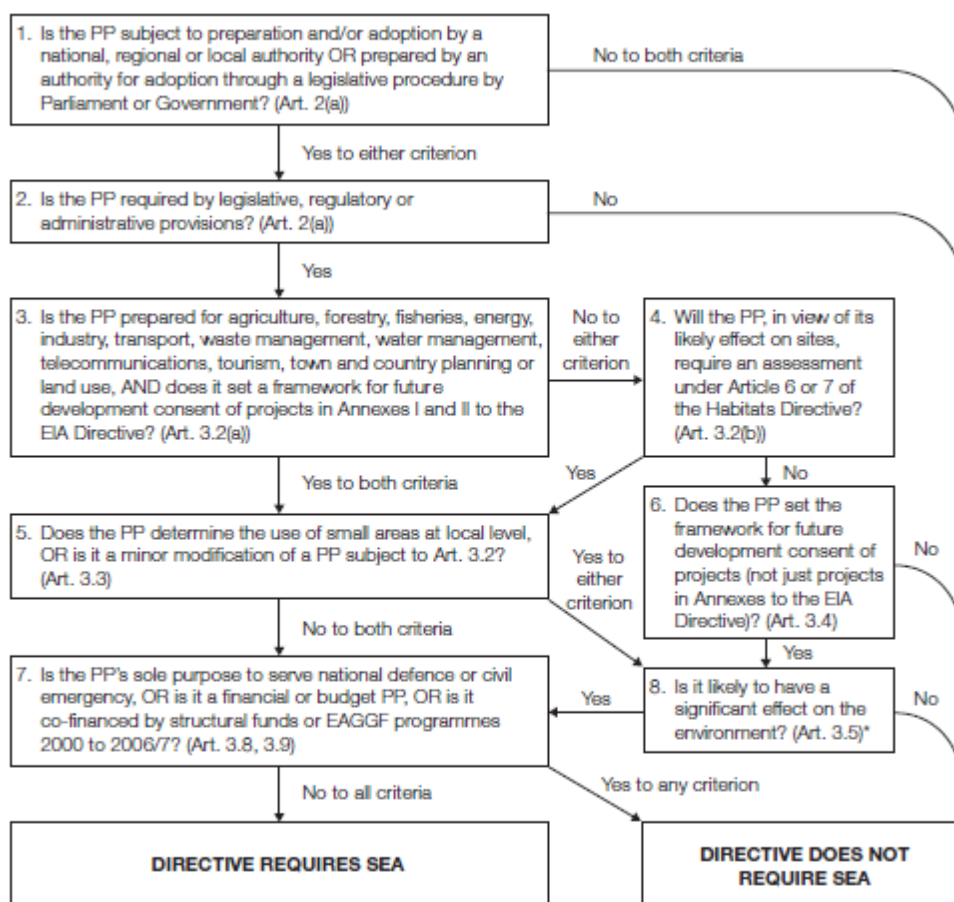 1. Is the PP subject to preparation and/or adoption by a
national, regional or local authority OR prepared by an
authority for adoption through a legislative procedure by
Parliament or Government? (Art. 2(a))
No to both criteria
Yes to either criterion
2. Is the PP required by legislative, regulatory or
administrative provisions? (Art. 2(a))
No
Yes
3. Is the PP prepared for agriculture, forestry, fisheries, energy,
industry, transport, waste management, water management,
telecommunications, tourism, town and country planning or
land use, AND does it set a framework for future
development consent of projects in Annexes I and II to the
EIA Directive? (Art. 3.2(a))
No to
either
criterion
4. Will the PP, in view of its
likely effect on sites,
require an assessment
under Article 6 or 7 of
the Habitats Directive?
(Art. 3.2(b))
Yes to both criteria
Yes
No
5. Does the PP determine the use of small areas at local level,
OR is it a minor modification of a PP subject to Art. 3.2?
(Art. 3.3)
Yes to
either
criterion
6. Does the PP set the
framework for future
development consent of
projects (not just projects
in Annexes to the EIA
Directive)? (Art. 3.4)
No
No to both criteria
Yes
7. Is the PP's sole purpose to serve national defence or civil
emergency, OR is it a financial or budget PP, OR is it
co-financed by structural funds or EAGGF programmes
2000 to 2006/7? (Art. 3.8, 3.9)
Yes
8. Is it likely to have a
significant effect on the
environment? (Art. 3.5)*
No
No to all criteria
Yes to any criterion
DIRECTIVE REQUIRES SEA
DIRECTIVE DOES NOT
REQUIRE SEA